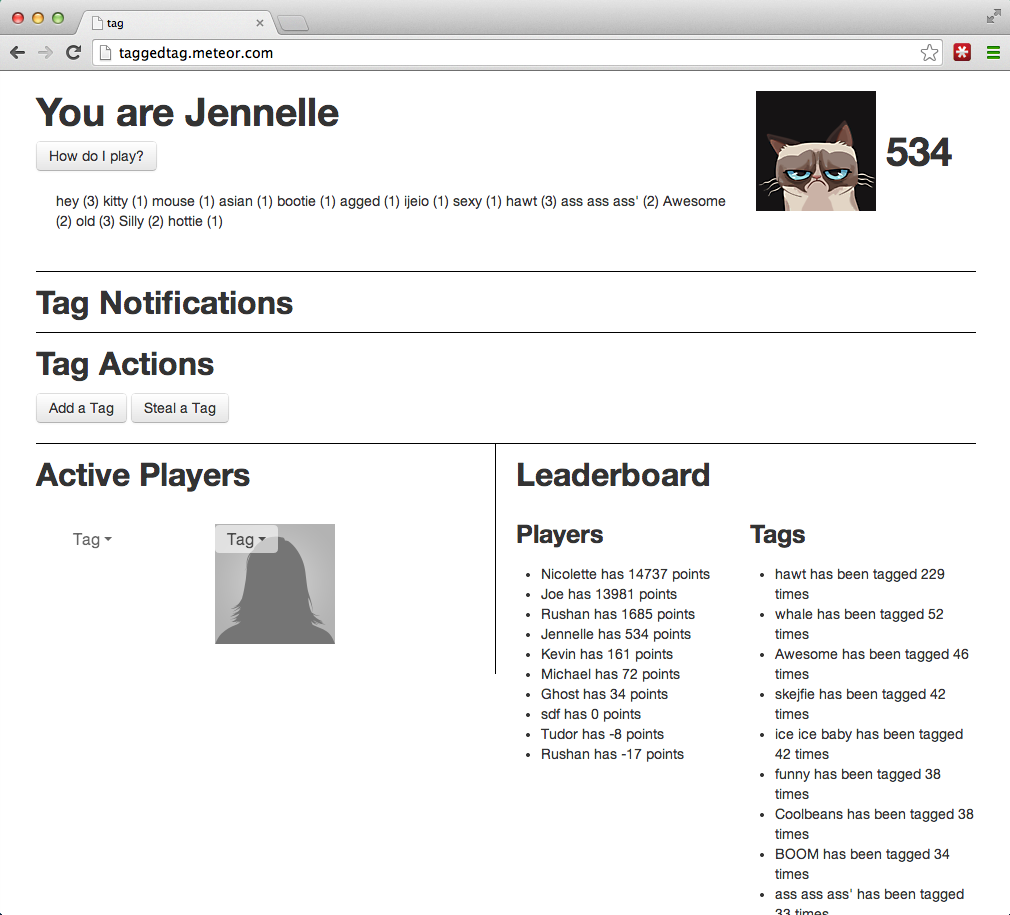 tag
taggedtag.meteor.com
You are Jennelle
534
How do I play?
hey (3) kitty (1) mouse (1) asian (1) bootie (1) agged (1) ijeio (1) sexy (1) hawt (3) ass ass ass' (2) Awesome
(2) old (3) Silly (2) hottie (1)
Tag Notifications
Tag Actions
Add a Tag Steal a Tag
Active Players
Tag
Tag
Leaderboard
Players
Nicolette has 14737 points
Joe has 13981 points
Rushan has 1685 points
Jennelle has 534 points
Kevin has 161 points
Michael has 72 points
Ghost has 34 points
sdf has 0 points
Tudor has -8 points
Rushan has -17 points
Tags
hawt has been tagged 229
times
whale has been tagged 52
times
Awesome has been tagged 46
times
skejfie has been tagged 42
times
ice ice baby has been tagged
42 times
funny has been tagged 38
times
Coolbeans has been tagged 38
times
BOOM has been tagged 34
times
ass ass ass' has been tagged
33 times